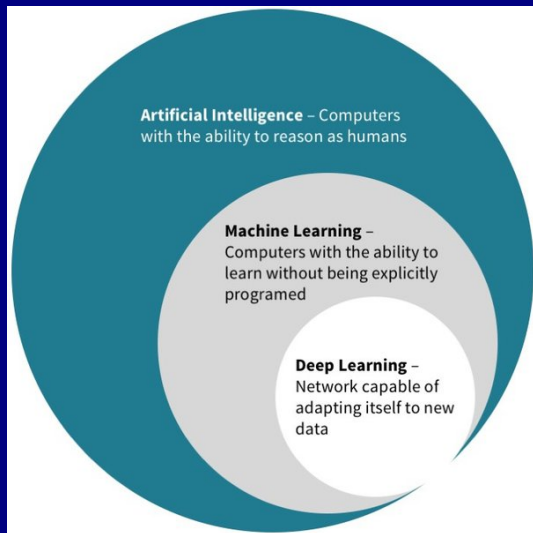 Artificial Intelligence – Computers
with the ability to reason as humans
Machine Learning –
Computers with the ability to
learn without being explicitly
programed
Deep Learning –
Network capable of
adapting itself to new
data